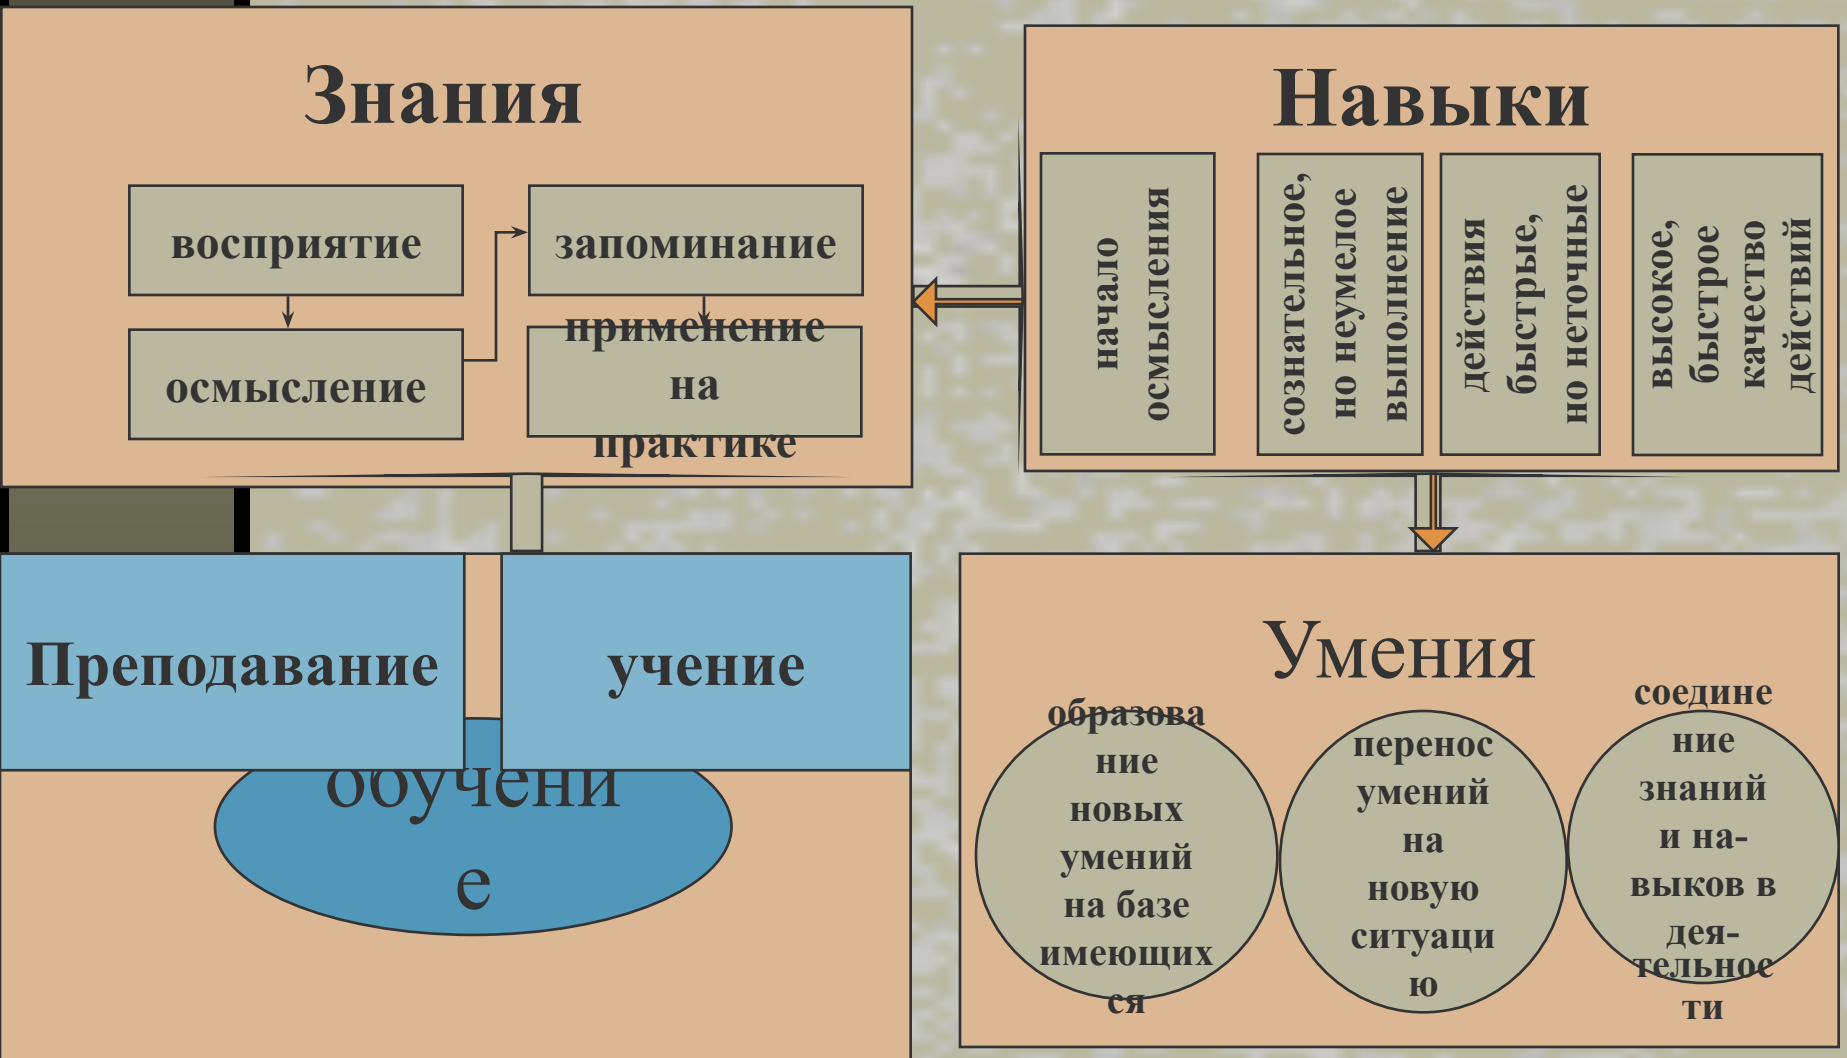 Знания
восприятие
осмысление
запоминание
применение
на
практике
Навыки
начало
осмысления
сознательное,
но неумелое
выполнение
действия
быстрые,
но неточные
высокое,
быстрое
качество
действий
Преподавание
учение
обучени
е
Умения
образова
ние
новых
умений
на базе
имеющих
ся
перенос
умений
на
новую
ситуаци
ю
соедине
ние
знаний
и на-
выков в
дея-
тельнос
ти